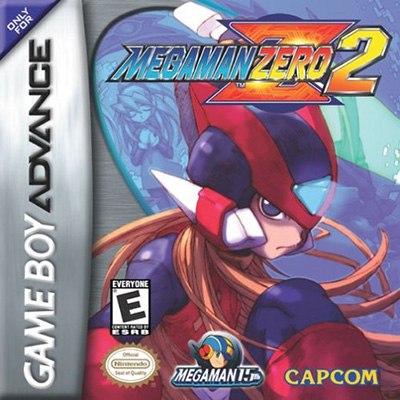 ONLY
FOR
GAME BOY ADVANCE
MEGAMAN ZERO 2
TM
EVERYONE
E
CONTENT RATED BY
ESRB
Official
Nintendo
Seal of Quality
MEGAMAN 15th
CAPCOM